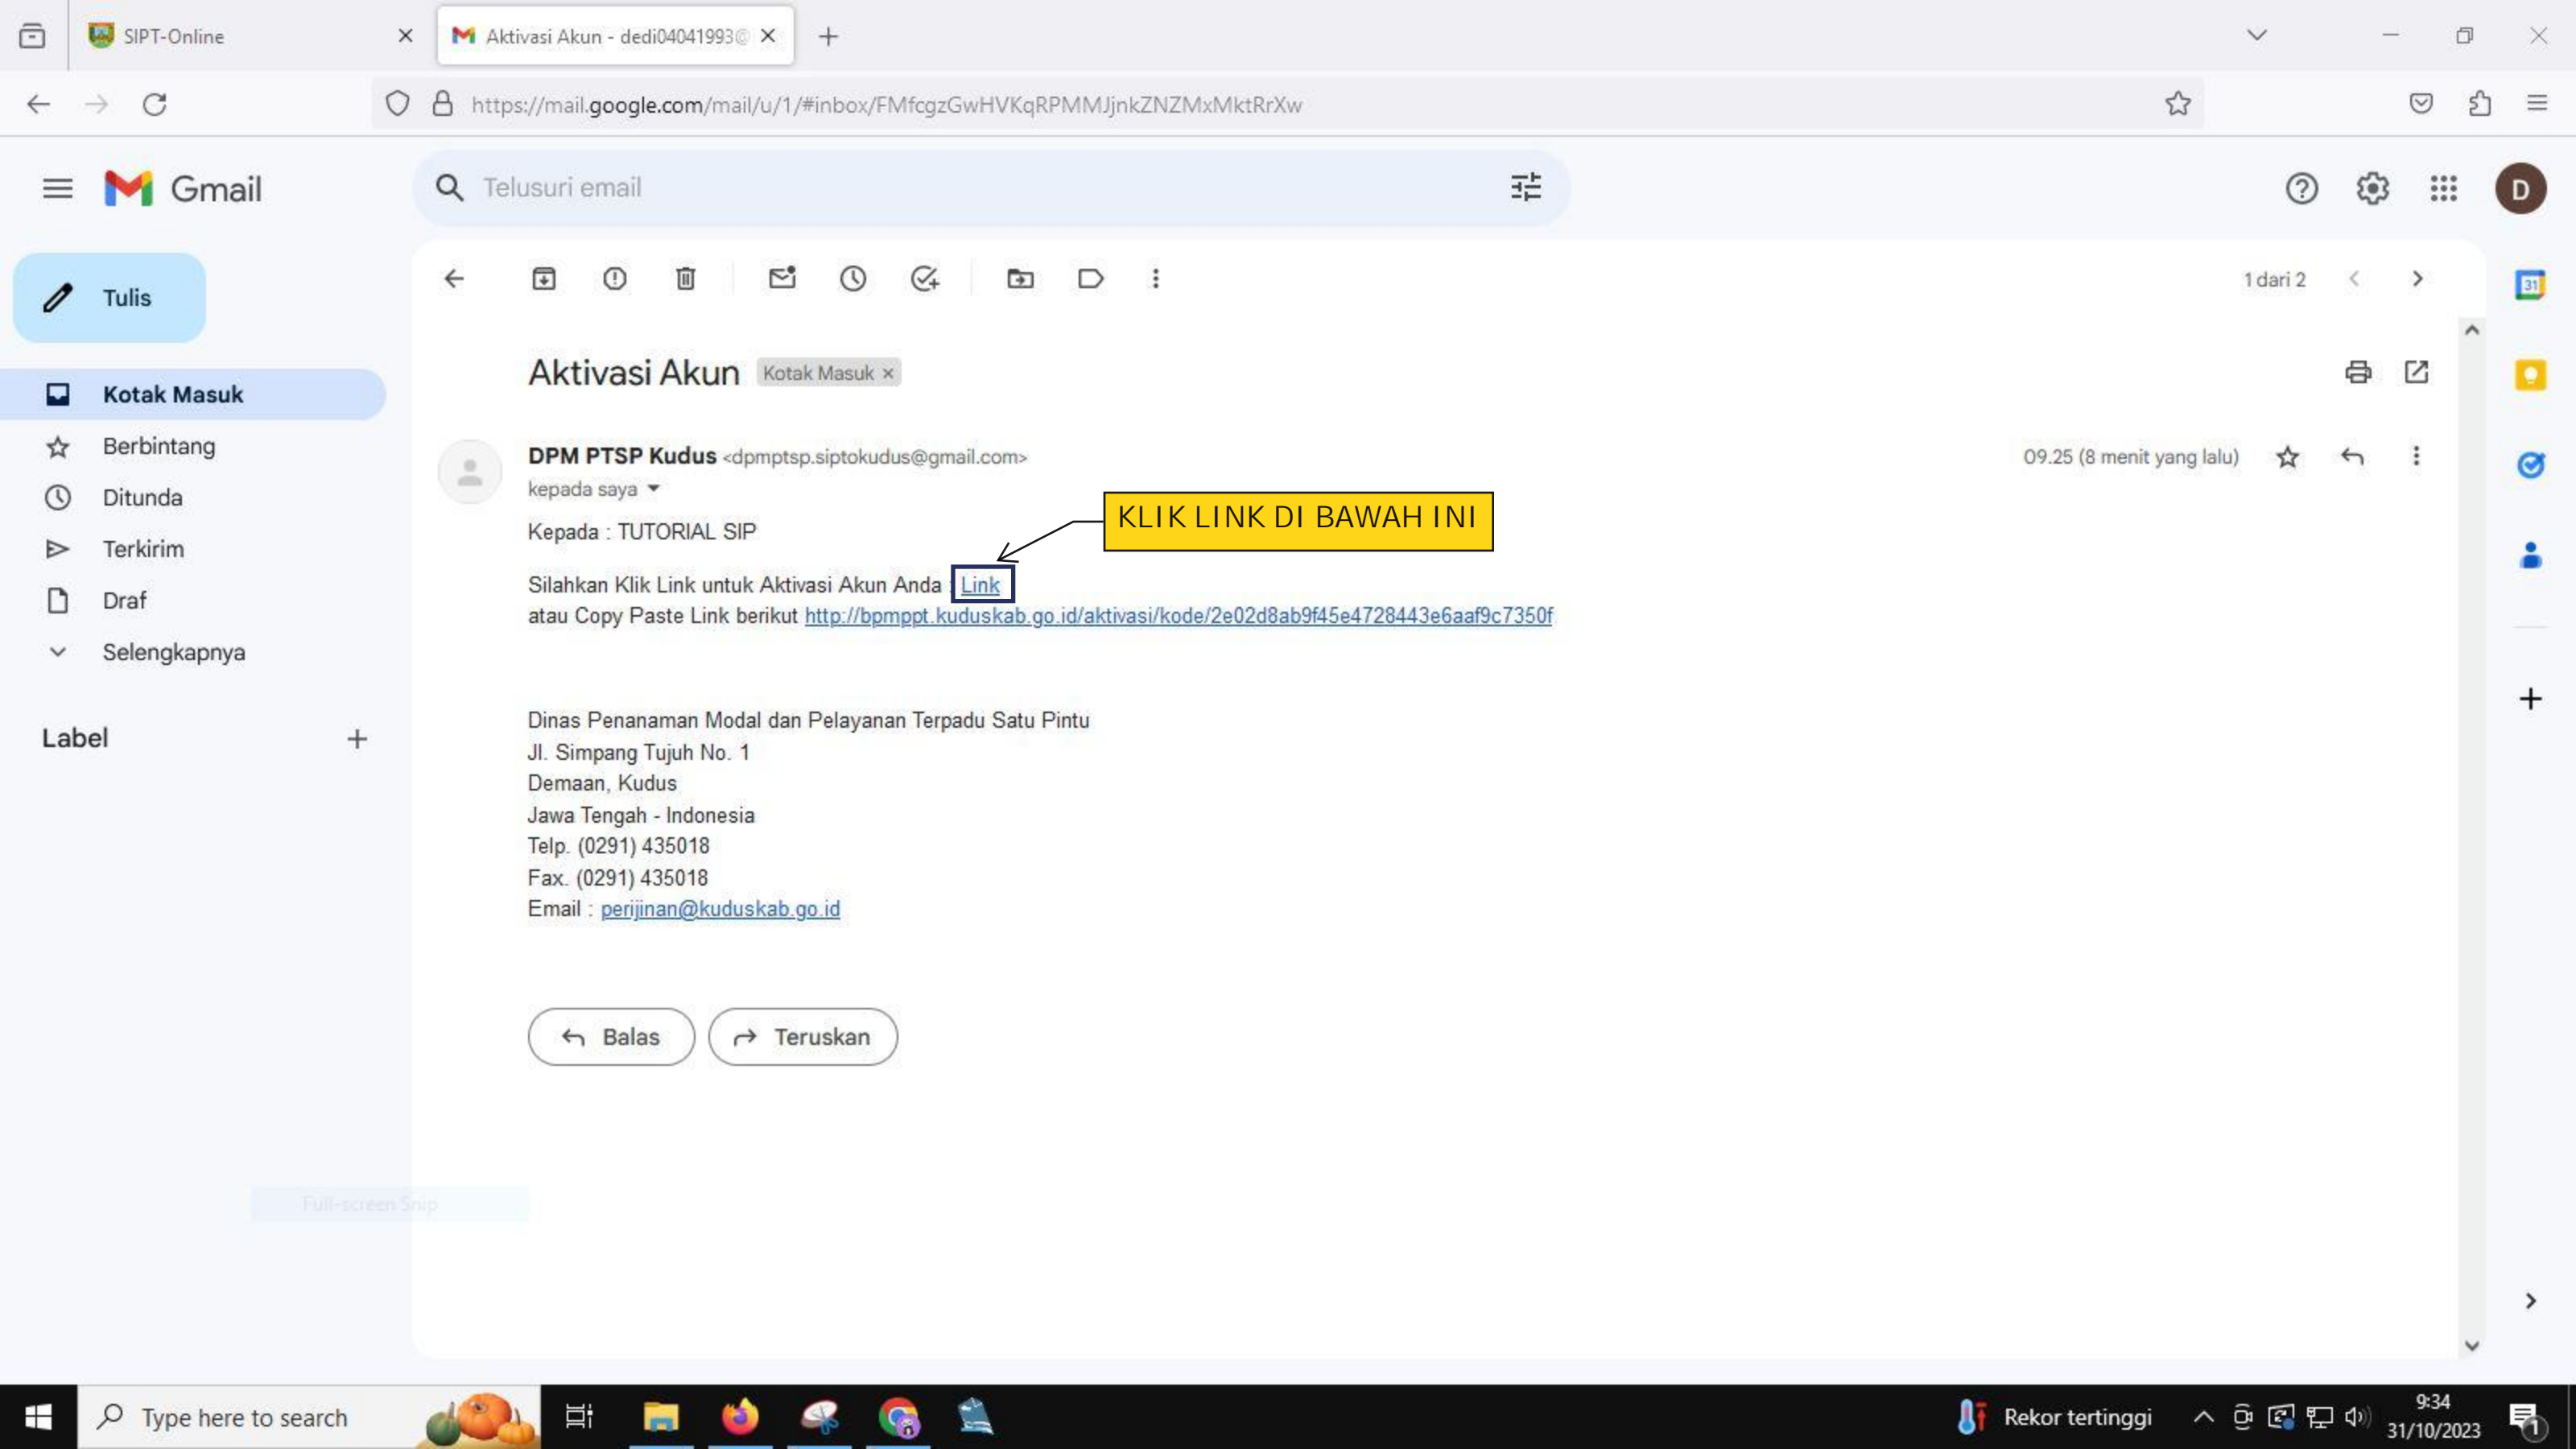 SIPT-Online
Aktivasi Akun - dedi04041993@
https://mail.google.com/mail/u/1/#inbox/FMfcgzGwHVKqRPMMJjnkZNZMxMktRrXw
Gmail
Telusuri email
D
Tulis
1 dari 2
31
Aktivasi Akun Kotak Masuk ×
Kotak Masuk
Berbintang
Ditunda
Terkirim
Draf
Selengkapnya
Label
DPM PTSP Kudus <dpmptsp.siptokudus@gmail.com>
09.25 (8 menit yang lalu)
kepada saya
KLIK LINK DI BAWAH INI
Kepada : TUTORIAL SIP
Silahkan Klik Link untuk Aktivasi Akun Anda : Link
atau Copy Paste Link berikut http://bpmppt.kuduskab.go.id/aktivasi/kode/2e02d8ab9f45e4728443e6aaf9c7350f
Dinas Penanaman Modal dan Pelayanan Terpadu Satu Pintu
Jl. Simpang Tujuh No. 1
Demaan, Kudus
Jawa Tengah - Indonesia
Telp. (0291) 435018
Fax. (0291) 435018
Email : perijinan@kuduskab.go.id
Balas
Teruskan
Full-screen Snip
Type here to search
Rekor tertinggi
9:34
31/10/2023
1